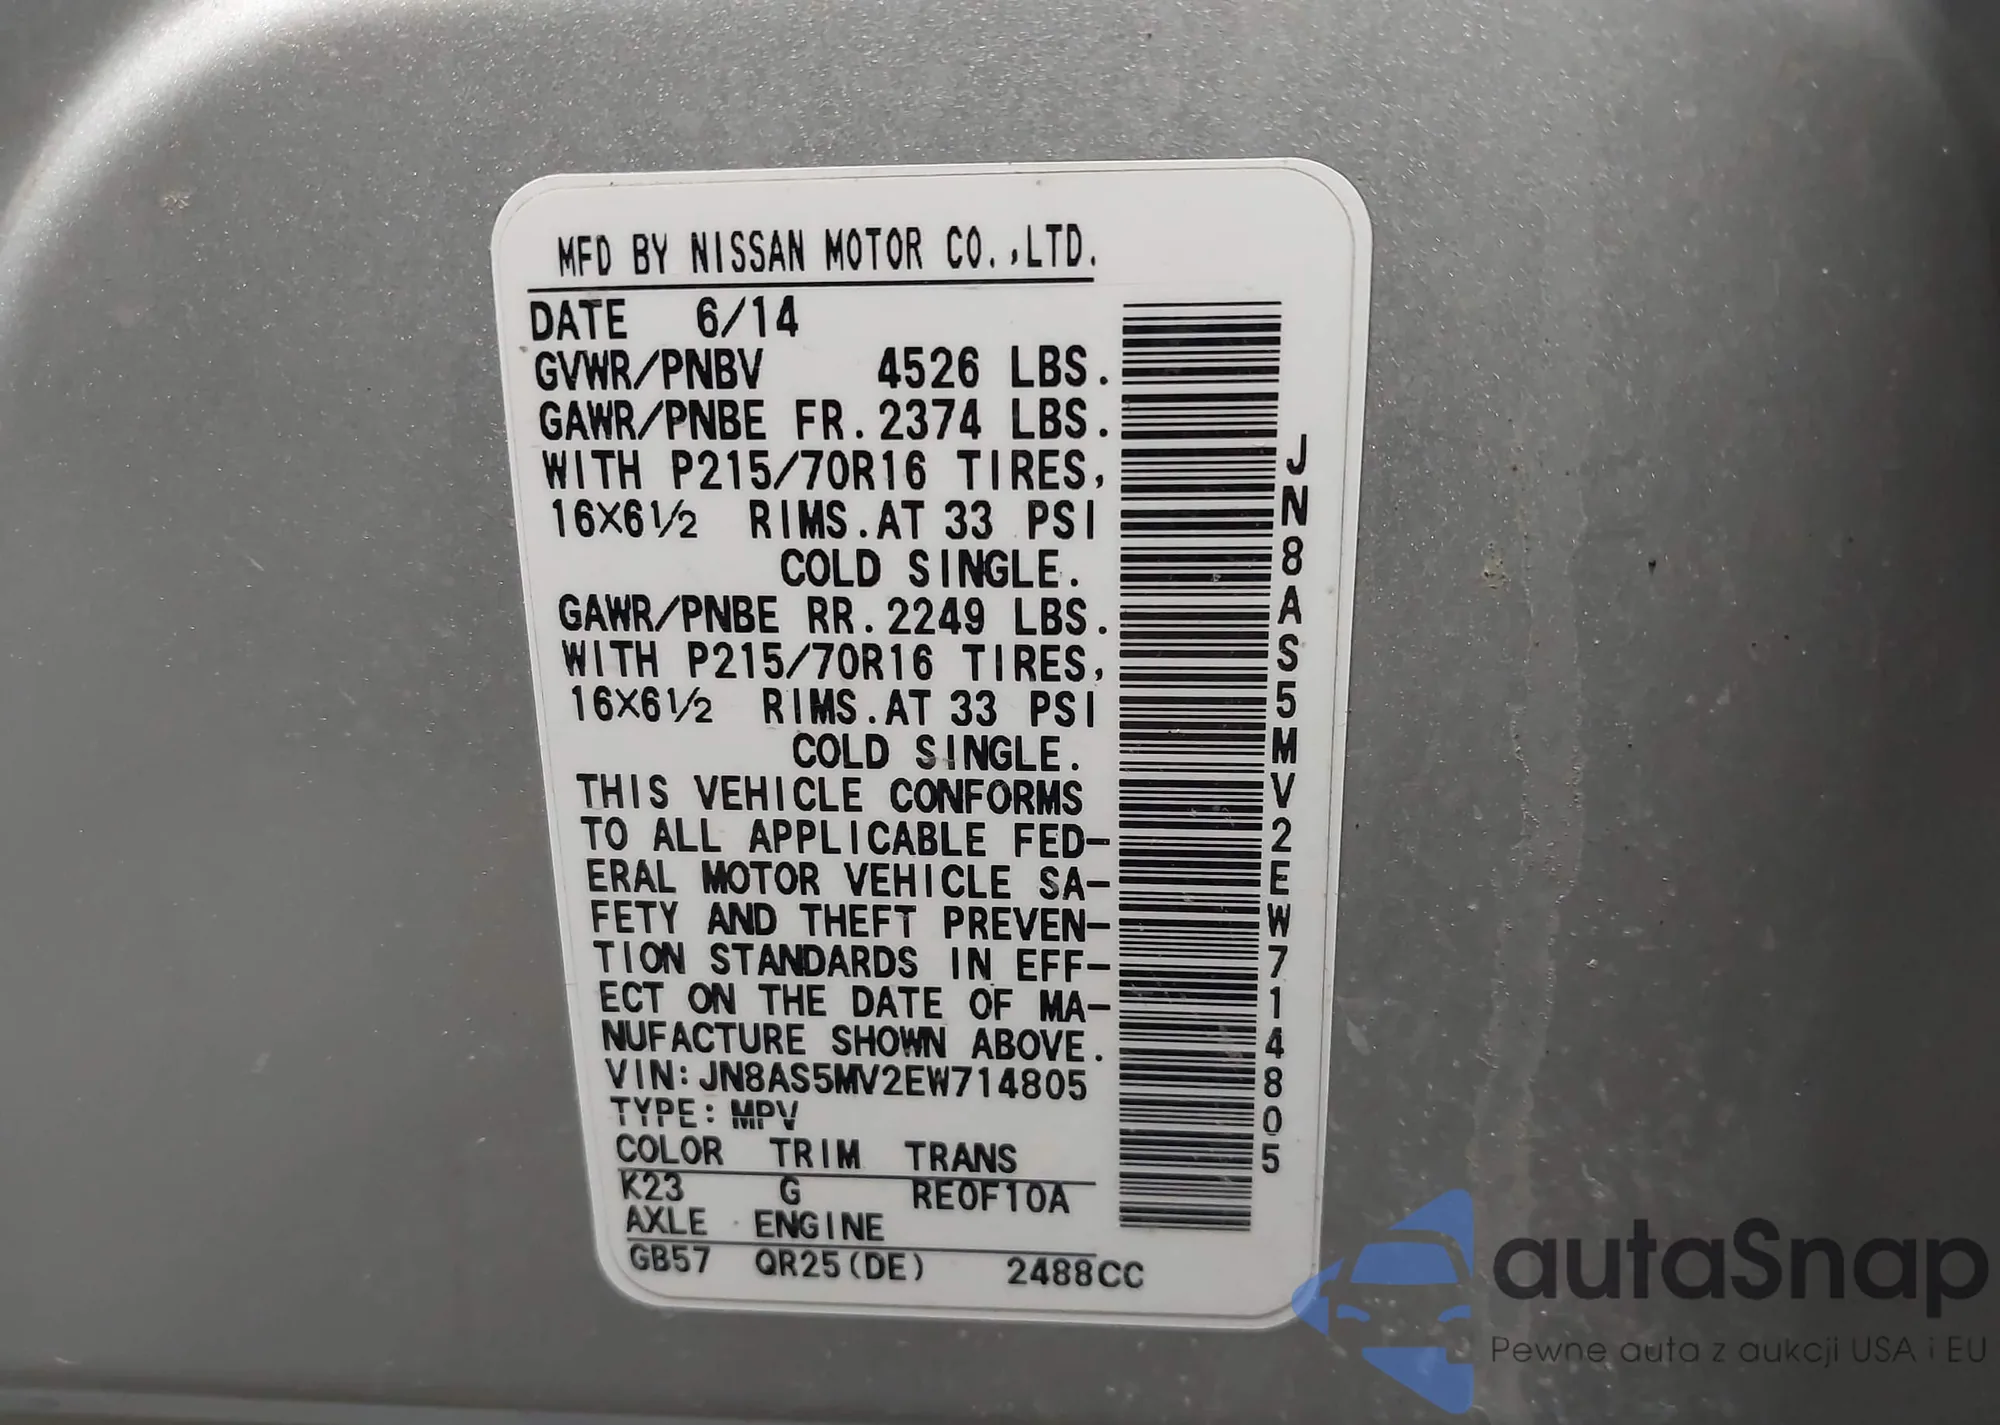 MFD BY NISSAN MOTOR CO.,LTD.
DATE 6/14
GVWR/PNBV 4526 LBS.
GAWR/PNBE FR.2374 LBS.
WITH P215/70R16 TIRES,
16X6½ RIMS.AT 33 PSI
COLD SINGLE.
GAWR/PNBE RR.2249 LBS.
WITH P215/70R16 TIRES,
16X6½ RIMS.AT 33 PSI
COLD SINGLE.
THIS VEHICLE CONFORMS
TO ALL APPLICABLE FED-
ERAL MOTOR VEHICLE SA-
FETY AND THEFT PREVEN-
TION STANDARDS IN EFF-
ECT ON THE DATE OF MA-
NUFACTURE SHOWN ABOVE.
VIN:JN8AS5MV2EW714805
TYPE:MPV
COLOR TRIM TRANS
K23 G RE0F10A
AXLE ENGINE
GB57 QR25(DE) 2488CC
JN8AS5MV2EW714805
autaSnap
Pewne auta z aukcji USA i EU